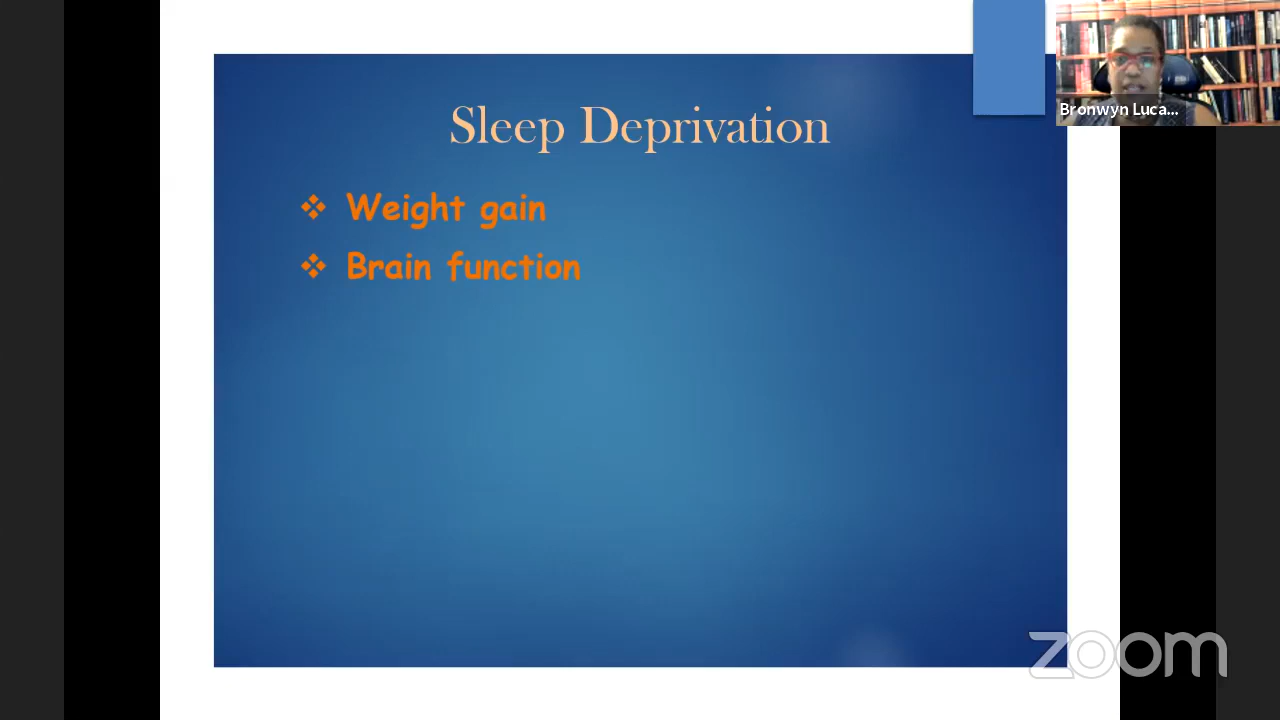 Sleep Deprivation
Weight gain
Brain function
Bronwyn Luca...
zoom